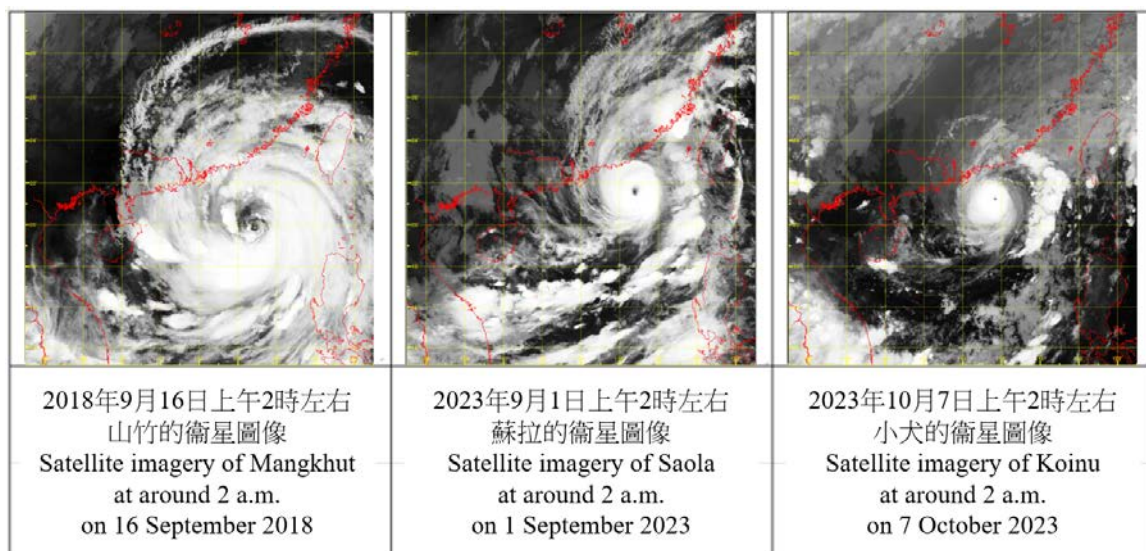 2018年9月16日上午2時左右
山竹的衞星圖像
Satellite imagery of Mangkhut
at around 2 a.m.
on 16 September 2018
2023年9月1日上午2時左右
蘇拉的衞星圖像
Satellite imagery of Saola
at around 2 a.m.
on 1 September 2023
2023年10月7日上午2時左右
小犬的衞星圖像
Satellite imagery of Koinu
at around 2 a.m.
on 7 October 2023